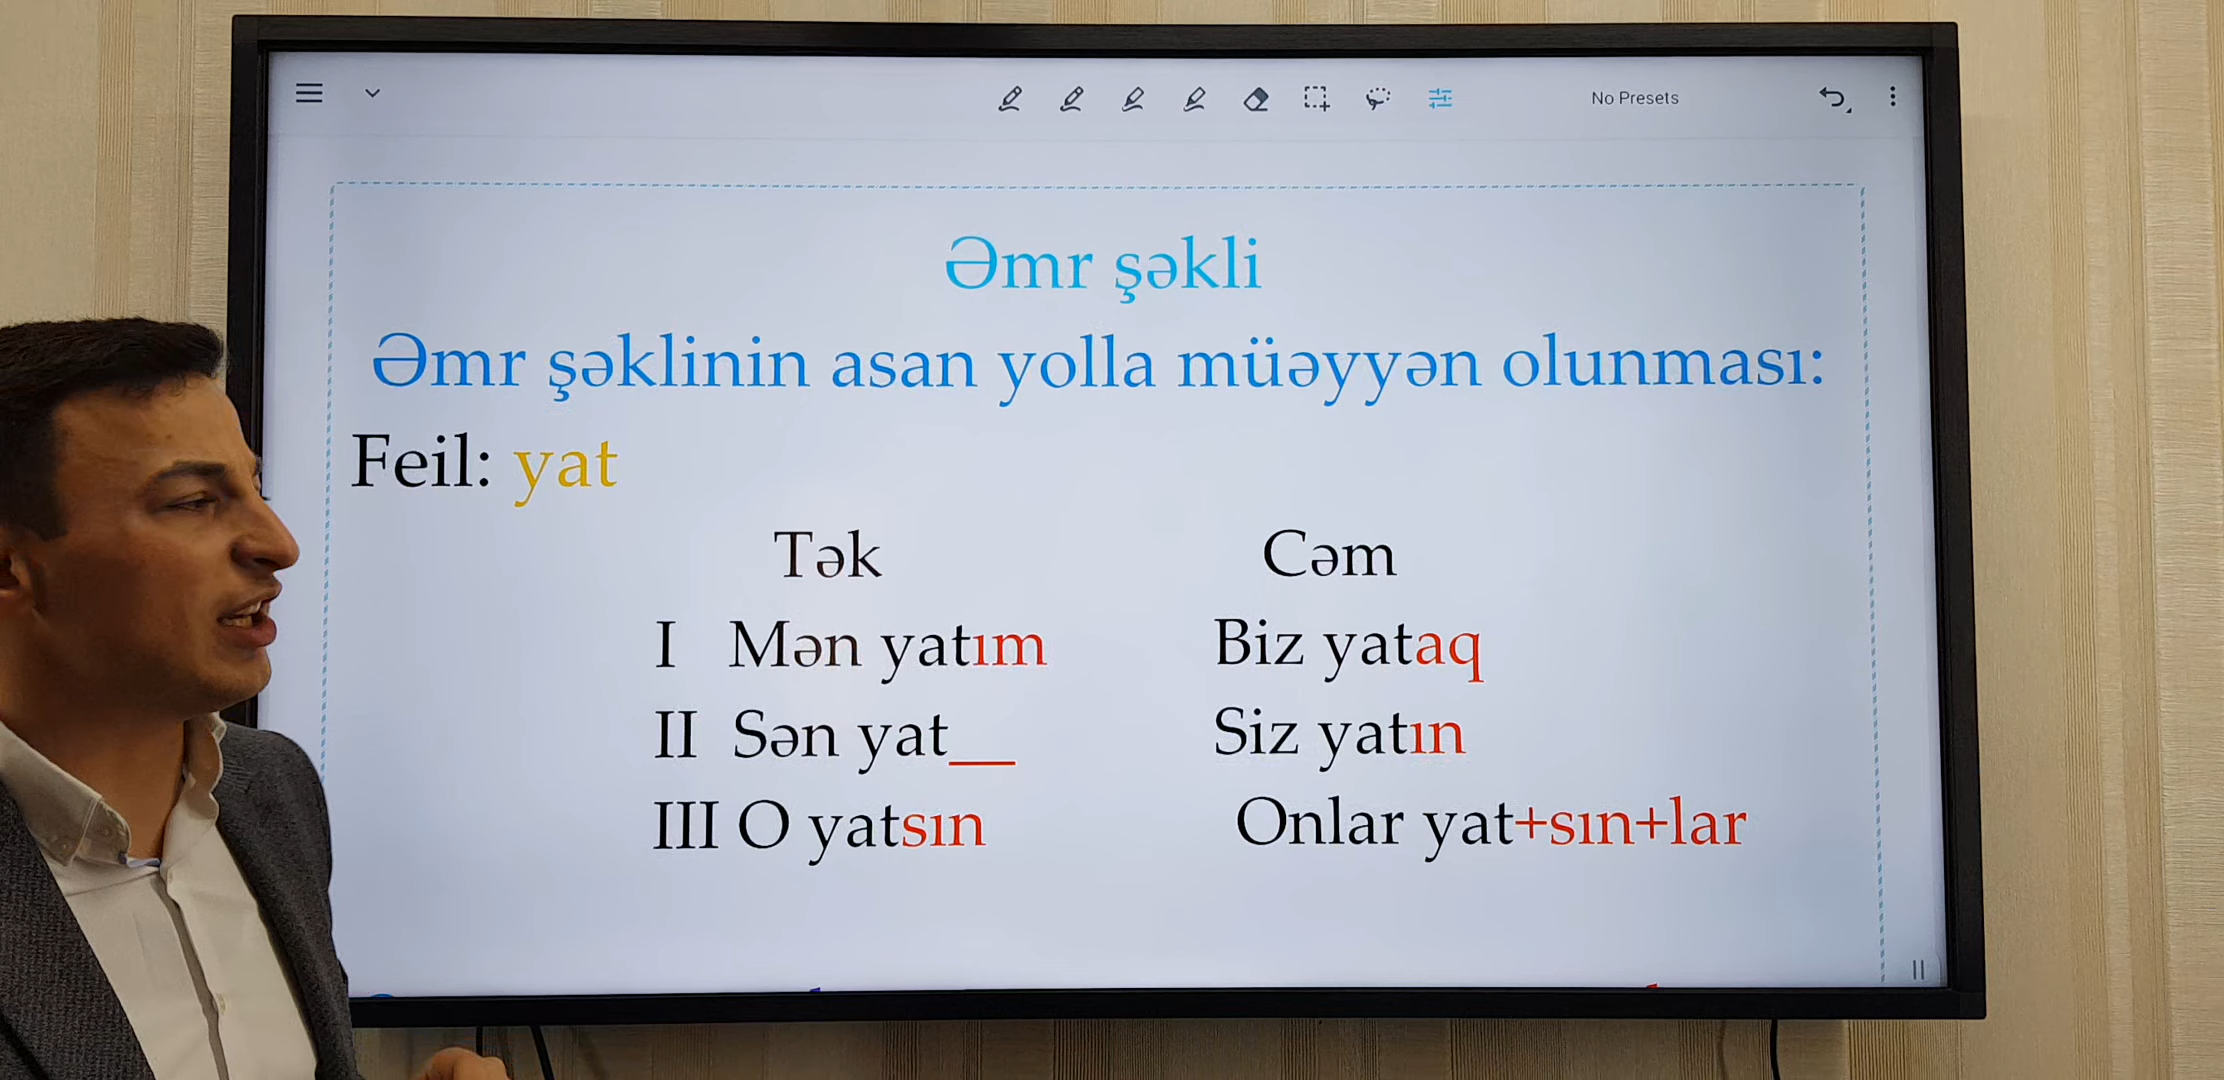 No Presets
Əmr şəkli
Əmr şəklinin asan yolla müəyyən olunması:
Feil: yat
Tək Cəm
I Mən yatım Biz yataq
II Sən yat__ Siz yatın
III O yatsın Onlar yat+sın+lar